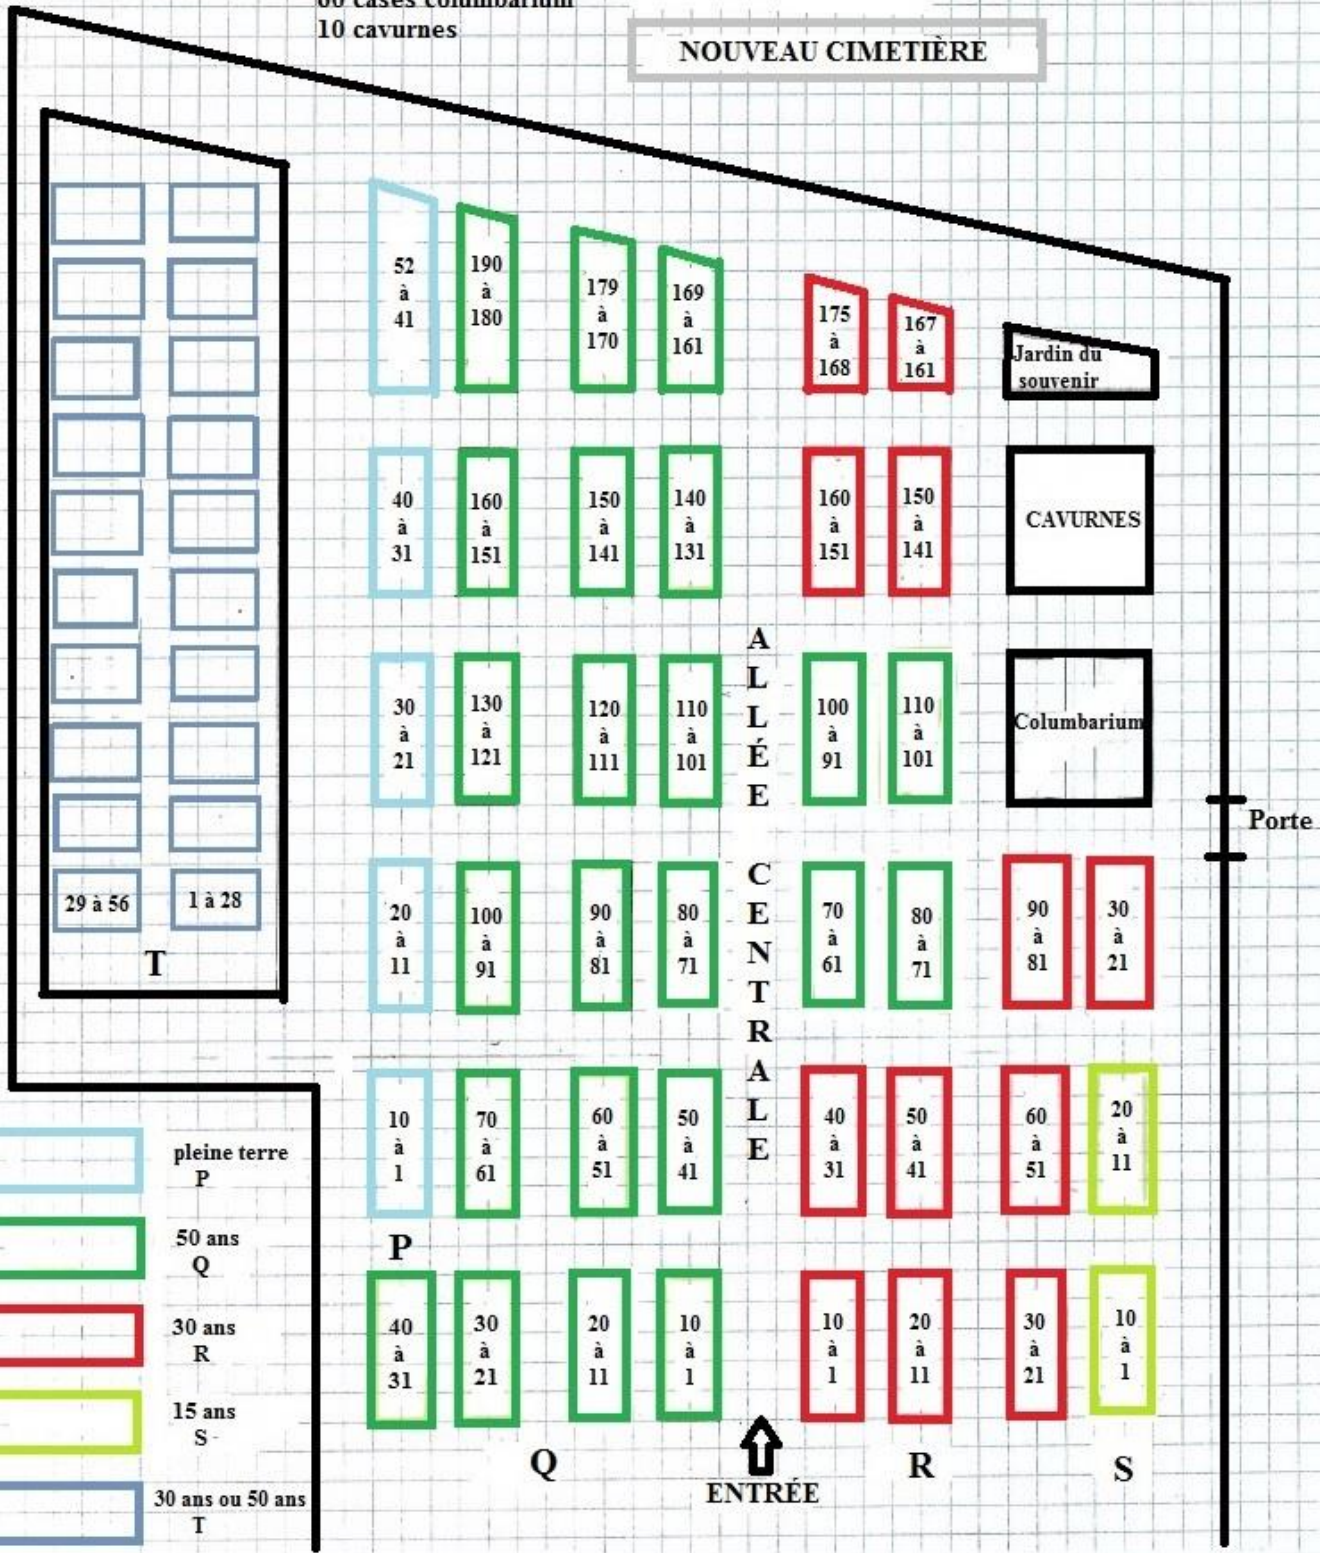 60 cases columbarium
10 cavurnes
NOUVEAU CIMETIÈRE
52
à
41
190
à
180
179
à
170
169
à
161
175
à
168
167
à
161
Jardin du
souvenir
40
à
31
160
à
151
150
à
141
140
à
131
160
à
151
150
à
141
CAVURNES
30
à
21
130
à
121
120
à
111
110
à
101
100
à
91
110
à
101
Columbarium
Porte
ALLÉE CENTRALE
29 à 56
1 à 28
T
20
à
11
100
à
91
90
à
81
80
à
71
70
à
61
80
à
71
90
à
81
30
à
21
10
à
1
70
à
61
60
à
51
50
à
41
40
à
31
50
à
41
60
à
51
20
à
11
P
40
à
31
30
à
21
20
à
11
10
à
1
10
à
1
20
à
11
30
à
21
10
à
1
Q
R
S
ENTRÉE
pleine terre
P
50 ans
Q
30 ans
R
15 ans
S
30 ans ou 50 ans
T